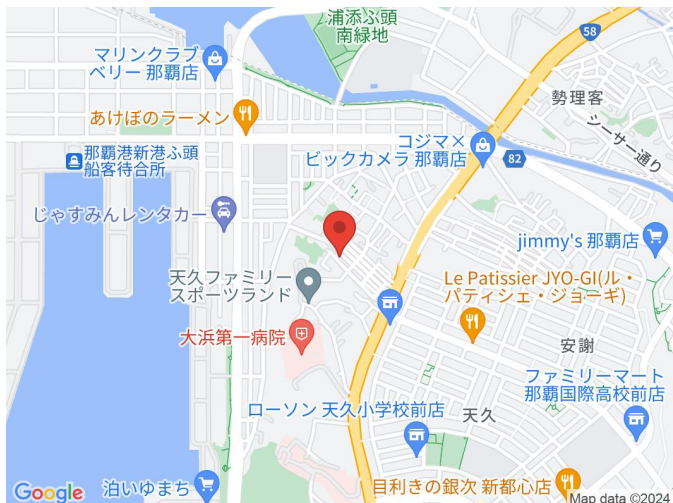 浦添ふ頭
南緑地
58
マリンクラブ
ベリー 那覇店
勢理客
あけぼのラーメン
コジマ×
ビックカメラ 那覇店
シーサー通り
那覇港新港ふ頭
船客待合所
82
じゃすみんレンタカー
jimmy's 那覇店
天久ファミリー
スポーツランド
Le Patissier JYO-GI(ル・
パティシェ・ジョーギ)
大浜第一病院
安謝
ファミリーマート
那覇国際高校前店
ローソン 天久小学校前店
天久
泊いゆまち
目利きの銀次 新都心店
Google
Map data ©2024